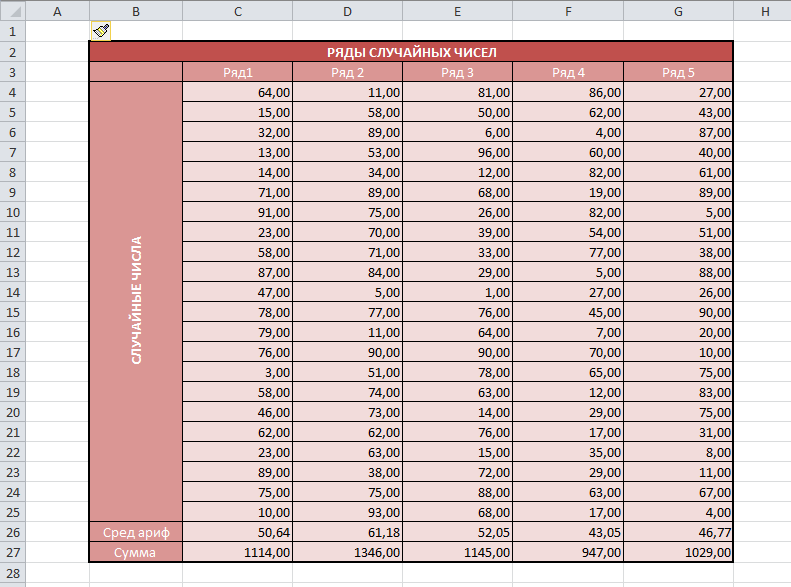 A B C D E F G H
1
2 РЯДЫ СЛУЧАЙНЫХ ЧИСЕЛ
3 Ряд1 Ряд 2 Ряд 3 Ряд 4 Ряд 5
4 64,00 11,00 81,00 86,00 27,00
5 15,00 58,00 50,00 62,00 43,00
6 32,00 89,00 6,00 4,00 87,00
7 13,00 53,00 96,00 60,00 40,00
8 14,00 34,00 12,00 82,00 61,00
9 71,00 89,00 68,00 19,00 89,00
10 91,00 75,00 26,00 82,00 5,00
11 23,00 70,00 39,00 54,00 51,00
12 58,00 71,00 33,00 77,00 38,00
13 87,00 84,00 29,00 5,00 88,00
14 47,00 5,00 1,00 27,00 26,00
15 78,00 77,00 76,00 45,00 90,00
16 79,00 11,00 64,00 7,00 20,00
17 76,00 90,00 90,00 70,00 10,00
18 3,00 51,00 78,00 65,00 75,00
19 58,00 74,00 63,00 12,00 83,00
20 46,00 73,00 14,00 29,00 75,00
21 62,00 62,00 76,00 17,00 31,00
22 23,00 63,00 15,00 35,00 8,00
23 89,00 38,00 72,00 29,00 11,00
24 75,00 75,00 88,00 63,00 67,00
25 10,00 93,00 68,00 17,00 4,00
СЛУЧАЙНЫЕ ЧИСЛА
26 Сред ариф 50,64 61,18 52,05 43,05 46,77
27 Сумма 1114,00 1346,00 1145,00 947,00 1029,00
28